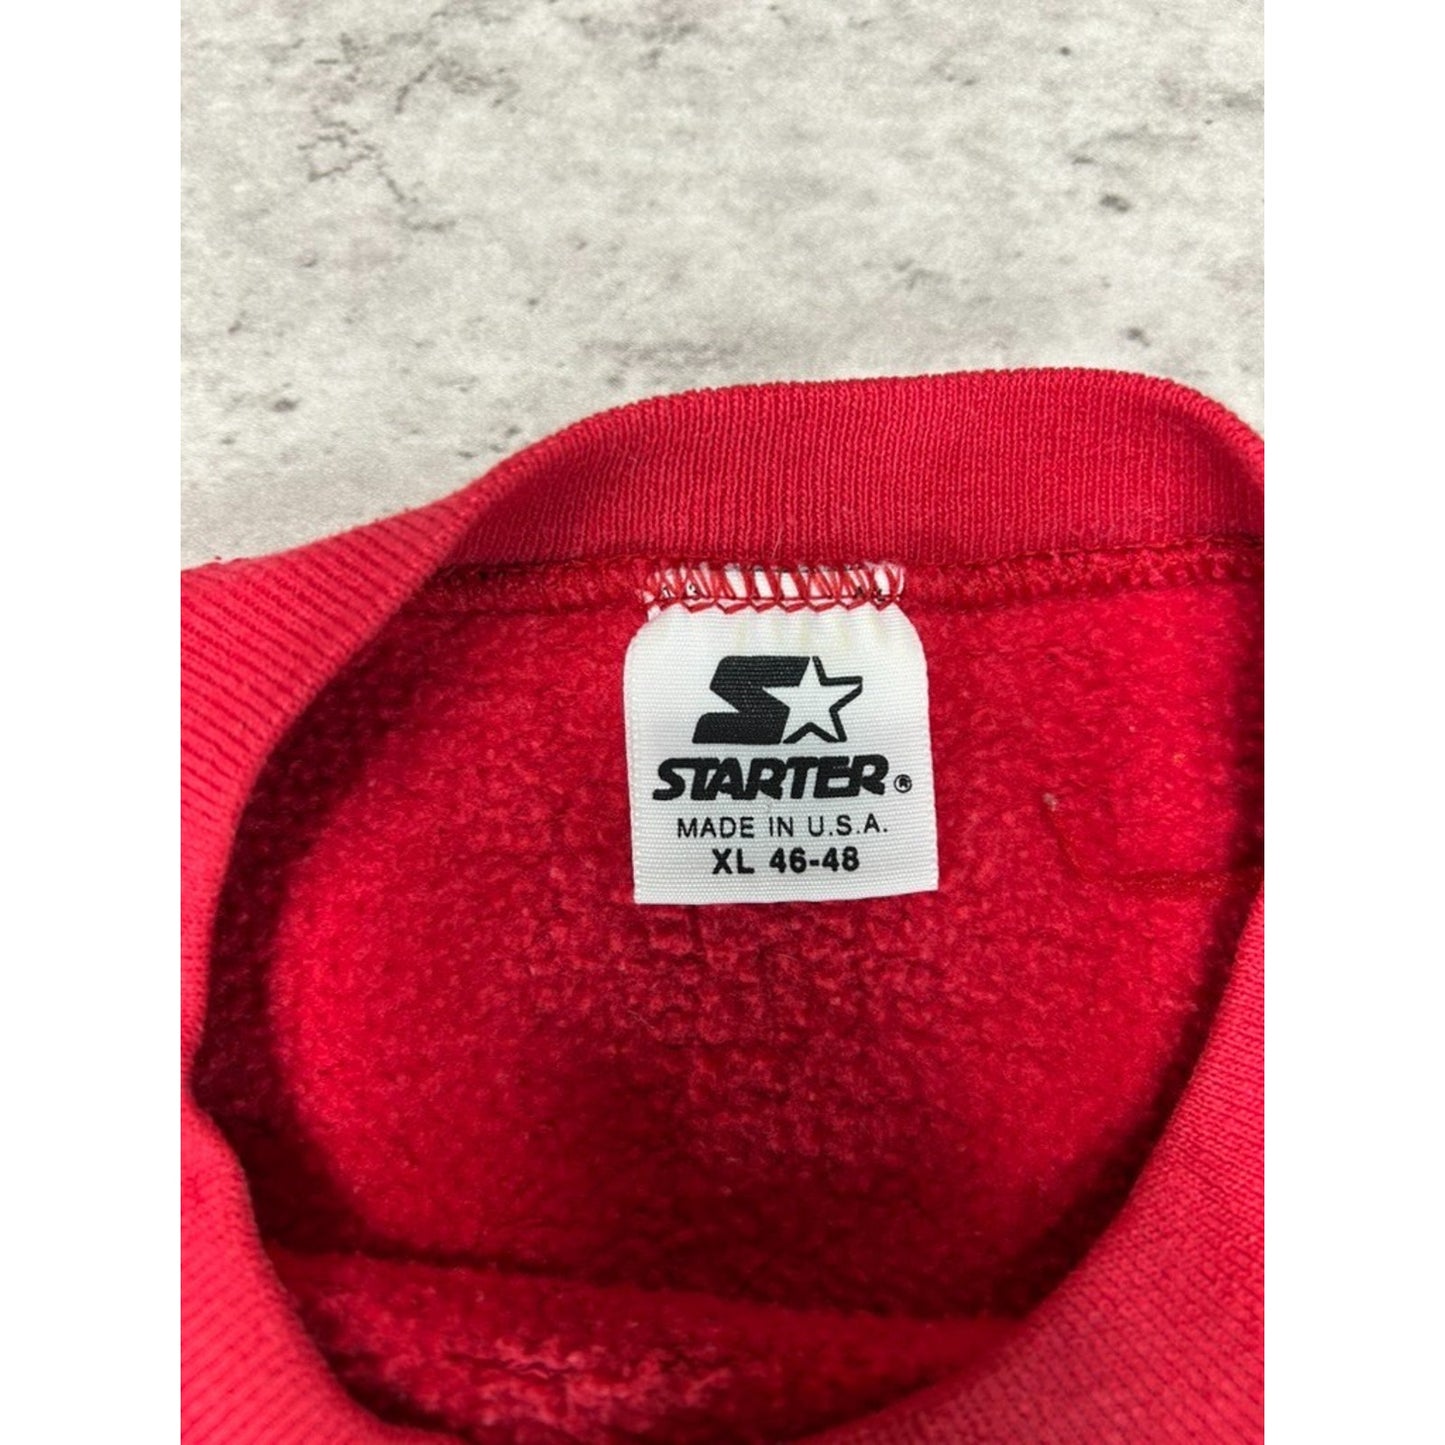 STARTER®
MADE IN U.S.A.
XL 46-48